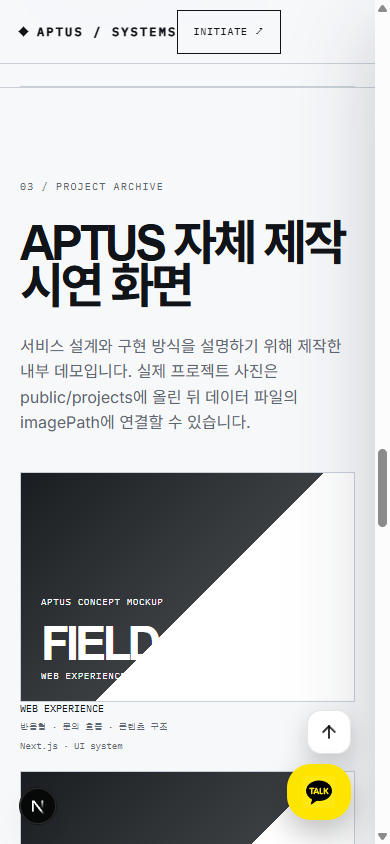 APTUS / SYSTEMS
INITIATE ↗
03 / PROJECT ARCHIVE
APTUS 자체 제작
시연 화면
서비스 설계와 구현 방식을 설명하기 위해 제작한
내부 데모입니다. 실제 프로젝트 사진은
public/projects에 올린 뒤 데이터 파일의
imagePath에 연결할 수 있습니다.
APTUS CONCEPT MOCKUP
FIELD
WEB EXPERIENCE
WEB EXPERIENCE
반응형 · 문의 흐름 · 콘텐츠 구조
Next.js · UI system
TALK
N